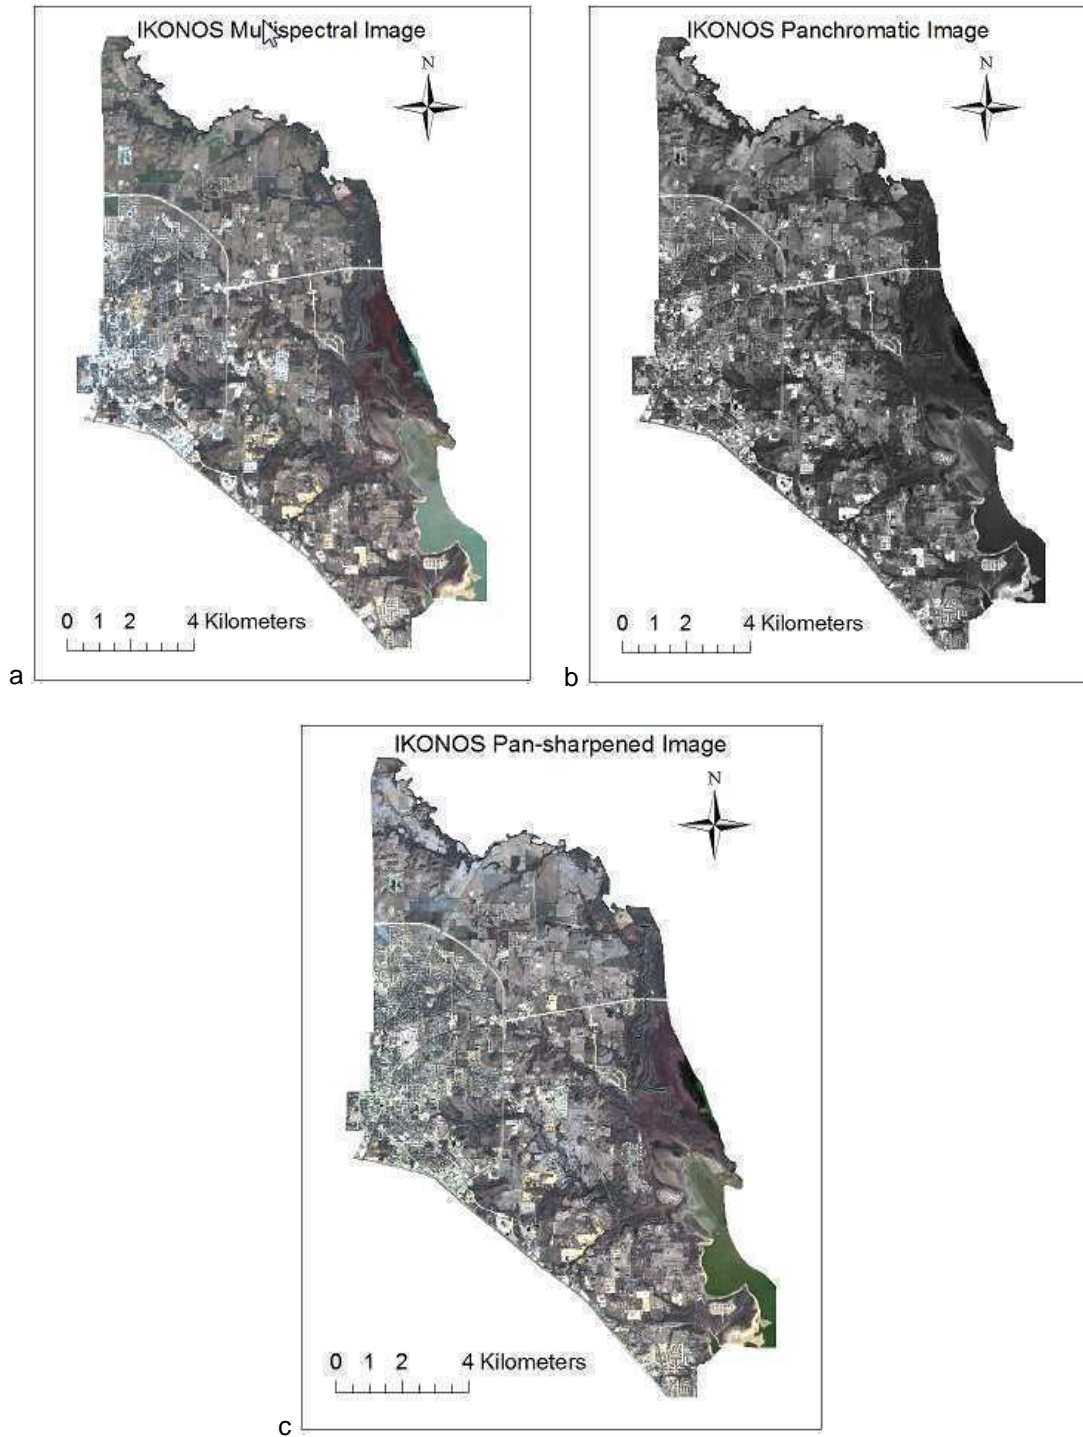 IKONOS Multispectral Image
N
0 1 2 4 Kilometers
a
IKONOS Panchromatic Image
N
0 1 2 4 Kilometers
b
IKONOS Pan-sharpened Image
N
0 1 2 4 Kilometers
c